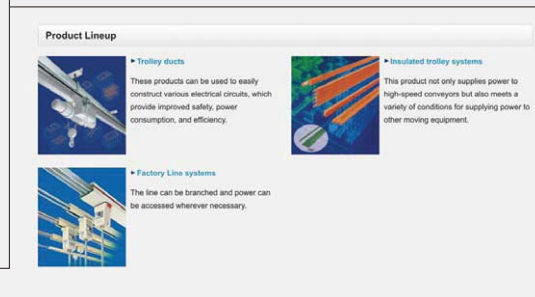 Product Lineup
Trolley ducts
These products can be used to easily
construct various electrical circuits, which
provide improved safety, power
consumption, and efficiency.
Insulated trolley systems
This product not only supplies power to
high-speed conveyors but also meets a
variety of conditions for supplying power to
other moving equipment.
Factory Line systems
The line can be branched and power can
be accessed wherever necessary.